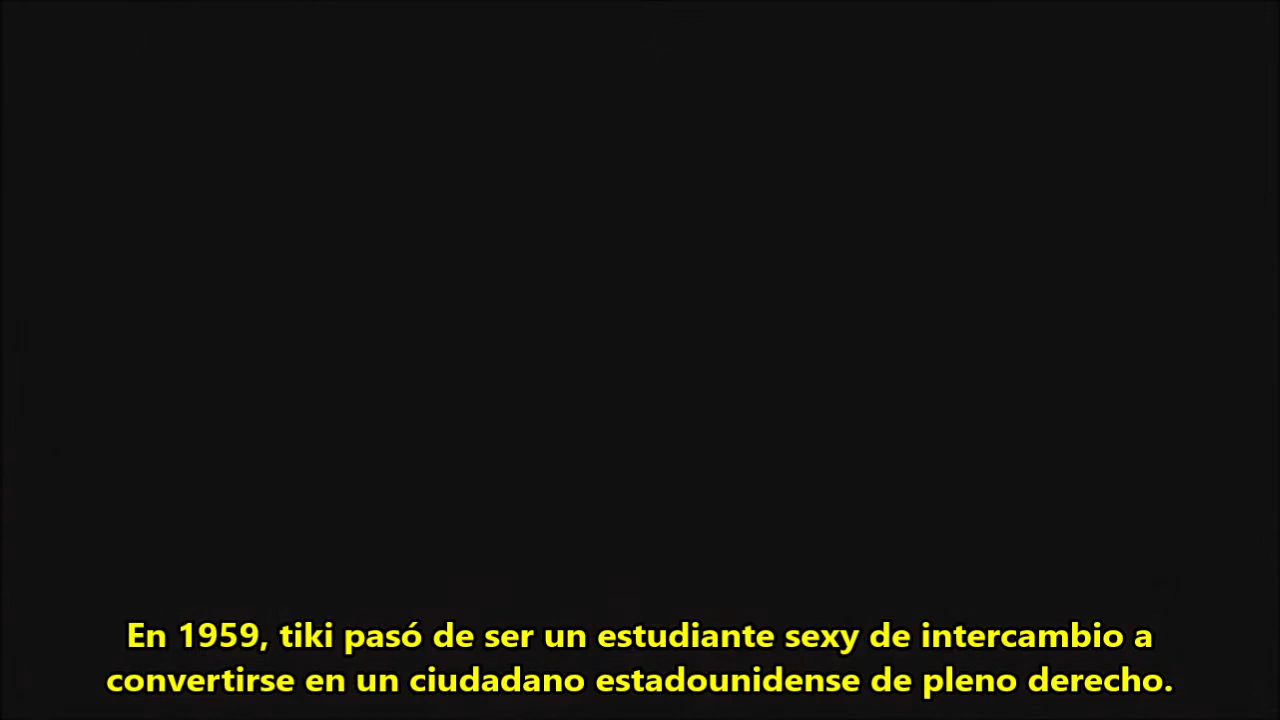 En 1959, tiki pasó de ser un estudiante sexy de intercambio a
convertirse en un ciudadano estadounidense de pleno derecho.